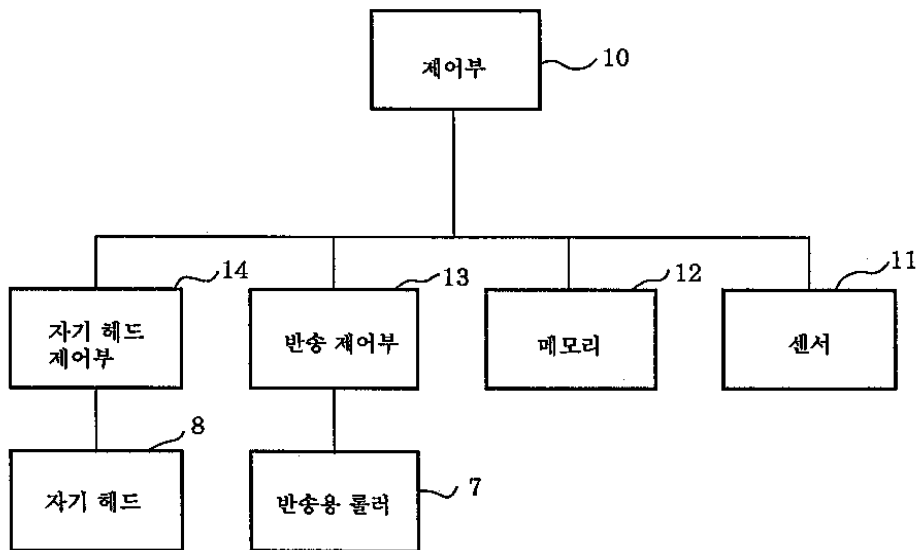 제어부
10
14
13
12
11
자기 헤드
제어부
반송 제어부
메모리
센서
8
7
자기 헤드
반송용 롤러